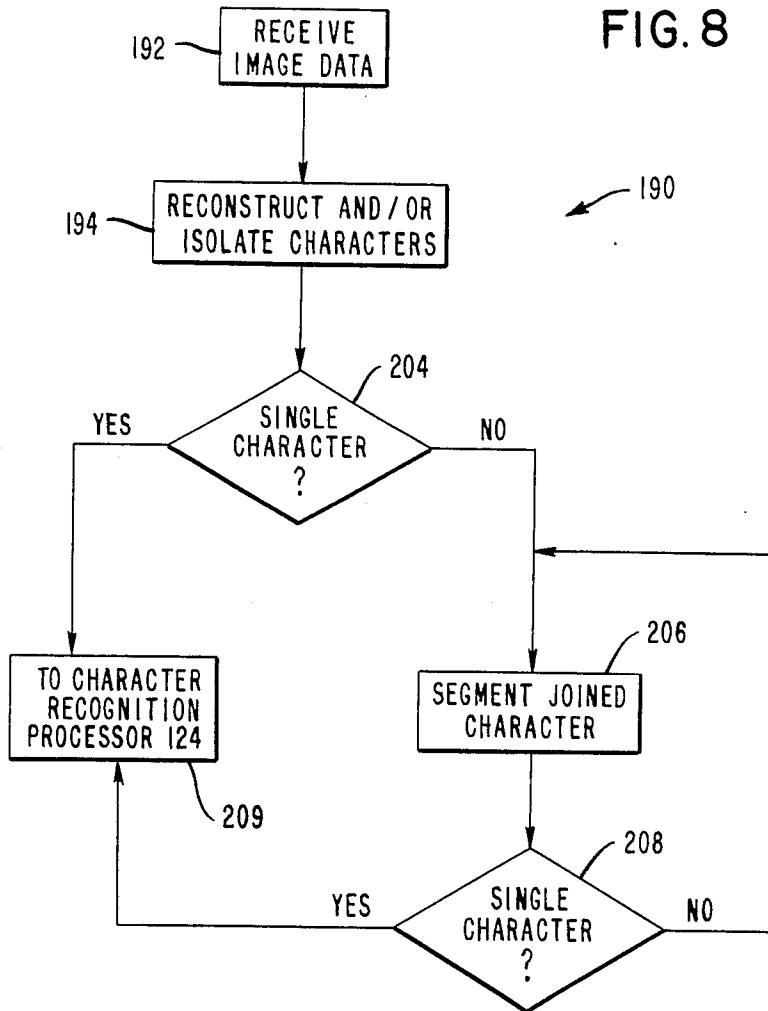 FIG. 8
192
RECEIVE
IMAGE DATA
190
194
RECONSTRUCT AND/OR
ISOLATE CHARACTERS
204
YES
SINGLE
CHARACTER
?
NO
206
TO CHARACTER
RECOGNITION
PROCESSOR 124
SEGMENT JOINED
CHARACTER
209
208
YES
SINGLE
CHARACTER
?
NO